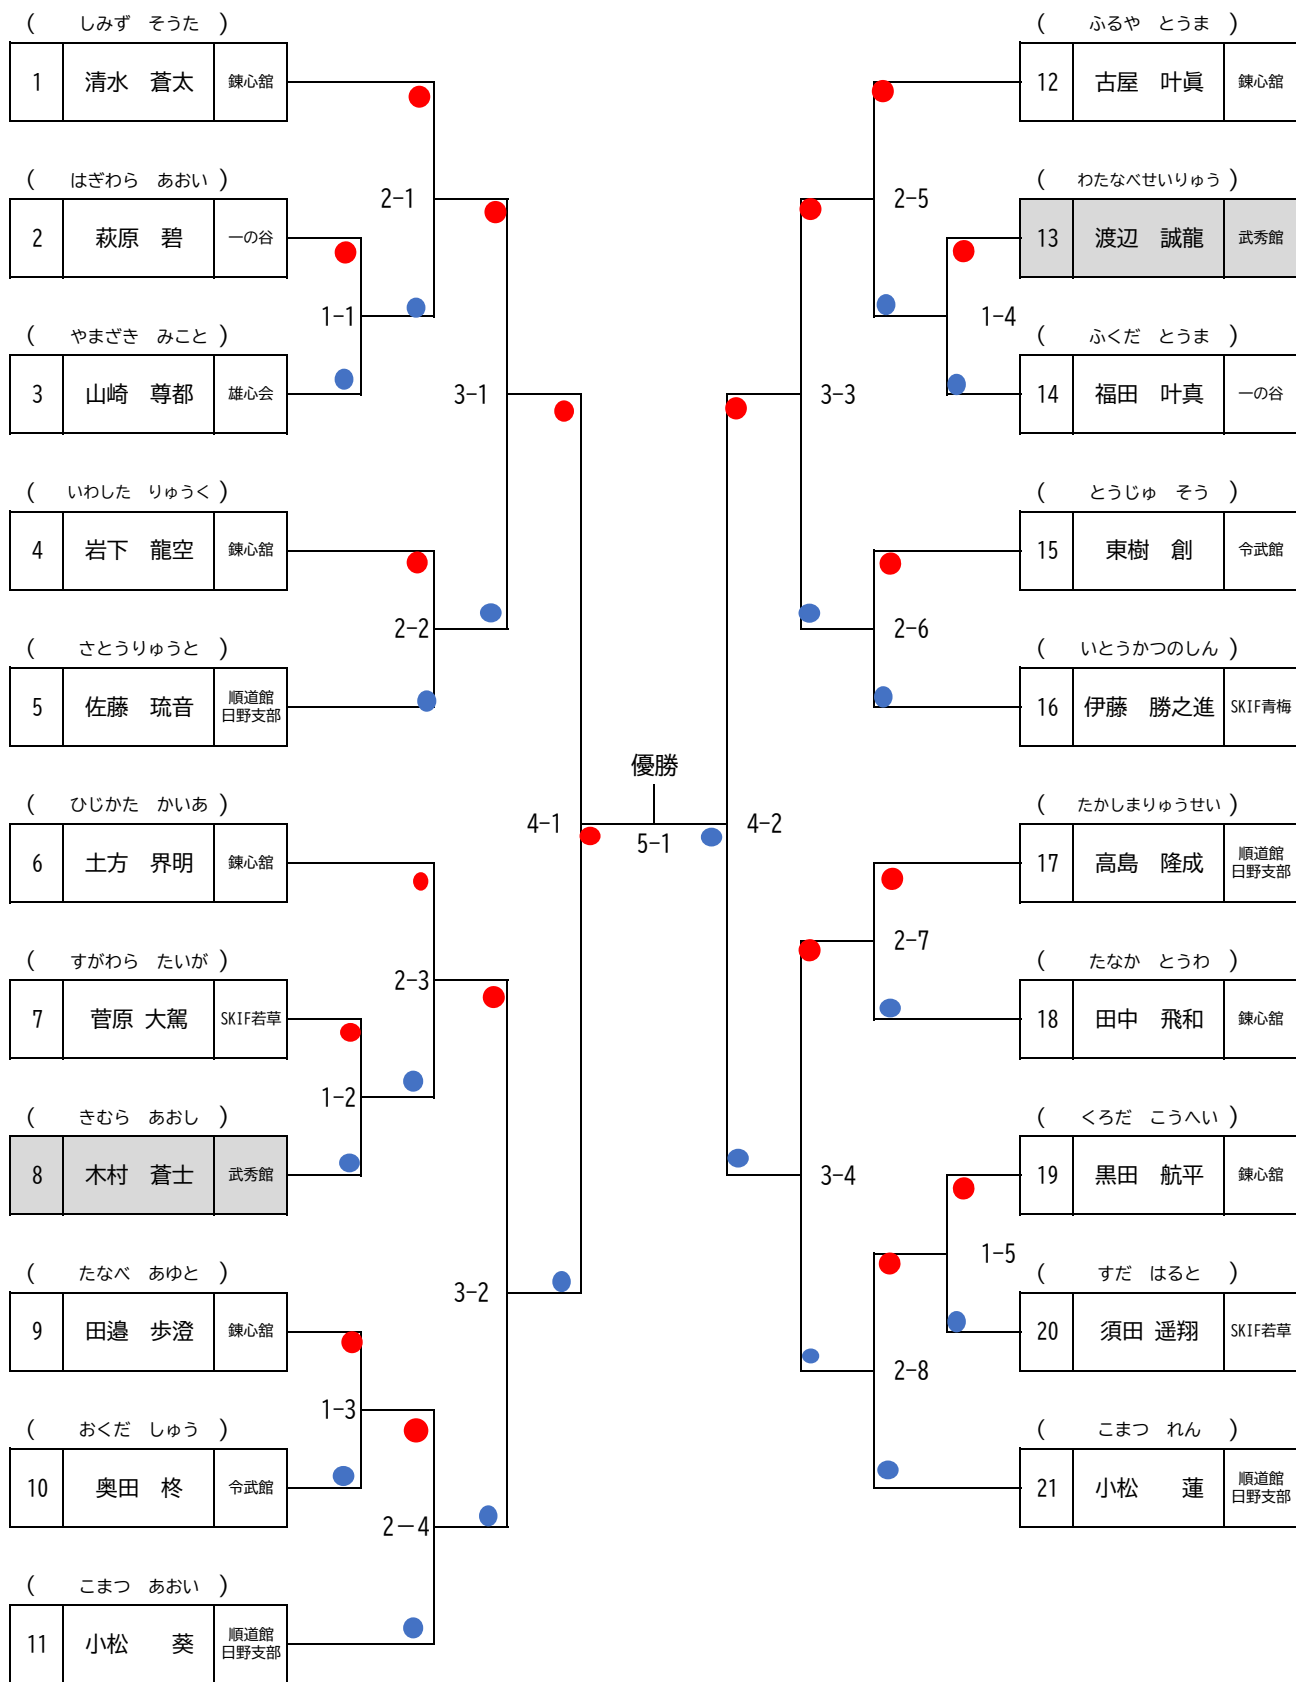 (　しみず　そうた　)
1　清水　蒼太　錬心舘
(　はぎわら　あおい　)
2　萩原　碧　一の谷
(　やまざき　みこと　)
3　山崎　尊都　雄心会
(　いわした　りゅうく　)
4　岩下　龍空　錬心舘
(　さとうりゅうと　)
5　佐藤　琉音　順道館
日野支部
(　ひじかた　かいあ　)
6　土方　界明　錬心舘
(　すがわら　たいが　)
7　菅原 大駕　SKIF若草
(　きむら　あおし　)
8　木村　蒼士　武秀館
(　たなべ　あゆと　)
9　田邉　歩澄　錬心舘
(　おくだ　しゅう　)
10　奥田　柊　令武館
(　こまつ　あおい　)
11　小松　葵　順道館
日野支部
1-1
1-2
1-3
2-1
2-2
2-3
2－4
3-1
3-2
4-1
優勝
5-1
4-2
3-3
3-4
2-5
2-6
2-7
2-8
1-4
1-5
(　ふるや　とうま　)
12　古屋　叶眞　錬心舘
(　わたなべせいりゅう　)
13　渡辺　誠龍　武秀館
(　ふくだ　とうま　)
14　福田　叶真　一の谷
(　とうじゅ　そう　)
15　東樹　創　令武館
(　いとうかつのしん　)
16　伊藤　勝之進　SKIF青梅
(　たかしまりゅうせい　)
17　高島　隆成　順道館
日野支部
(　たなか　とうわ　)
18　田中　飛和　錬心舘
(　くろだ　こうへい　)
19　黒田　航平　錬心舘
(　すだ　はると　)
20　須田 遥翔　SKIF若草
(　こまつ　れん　)
21　小松　蓮　順道館
日野支部